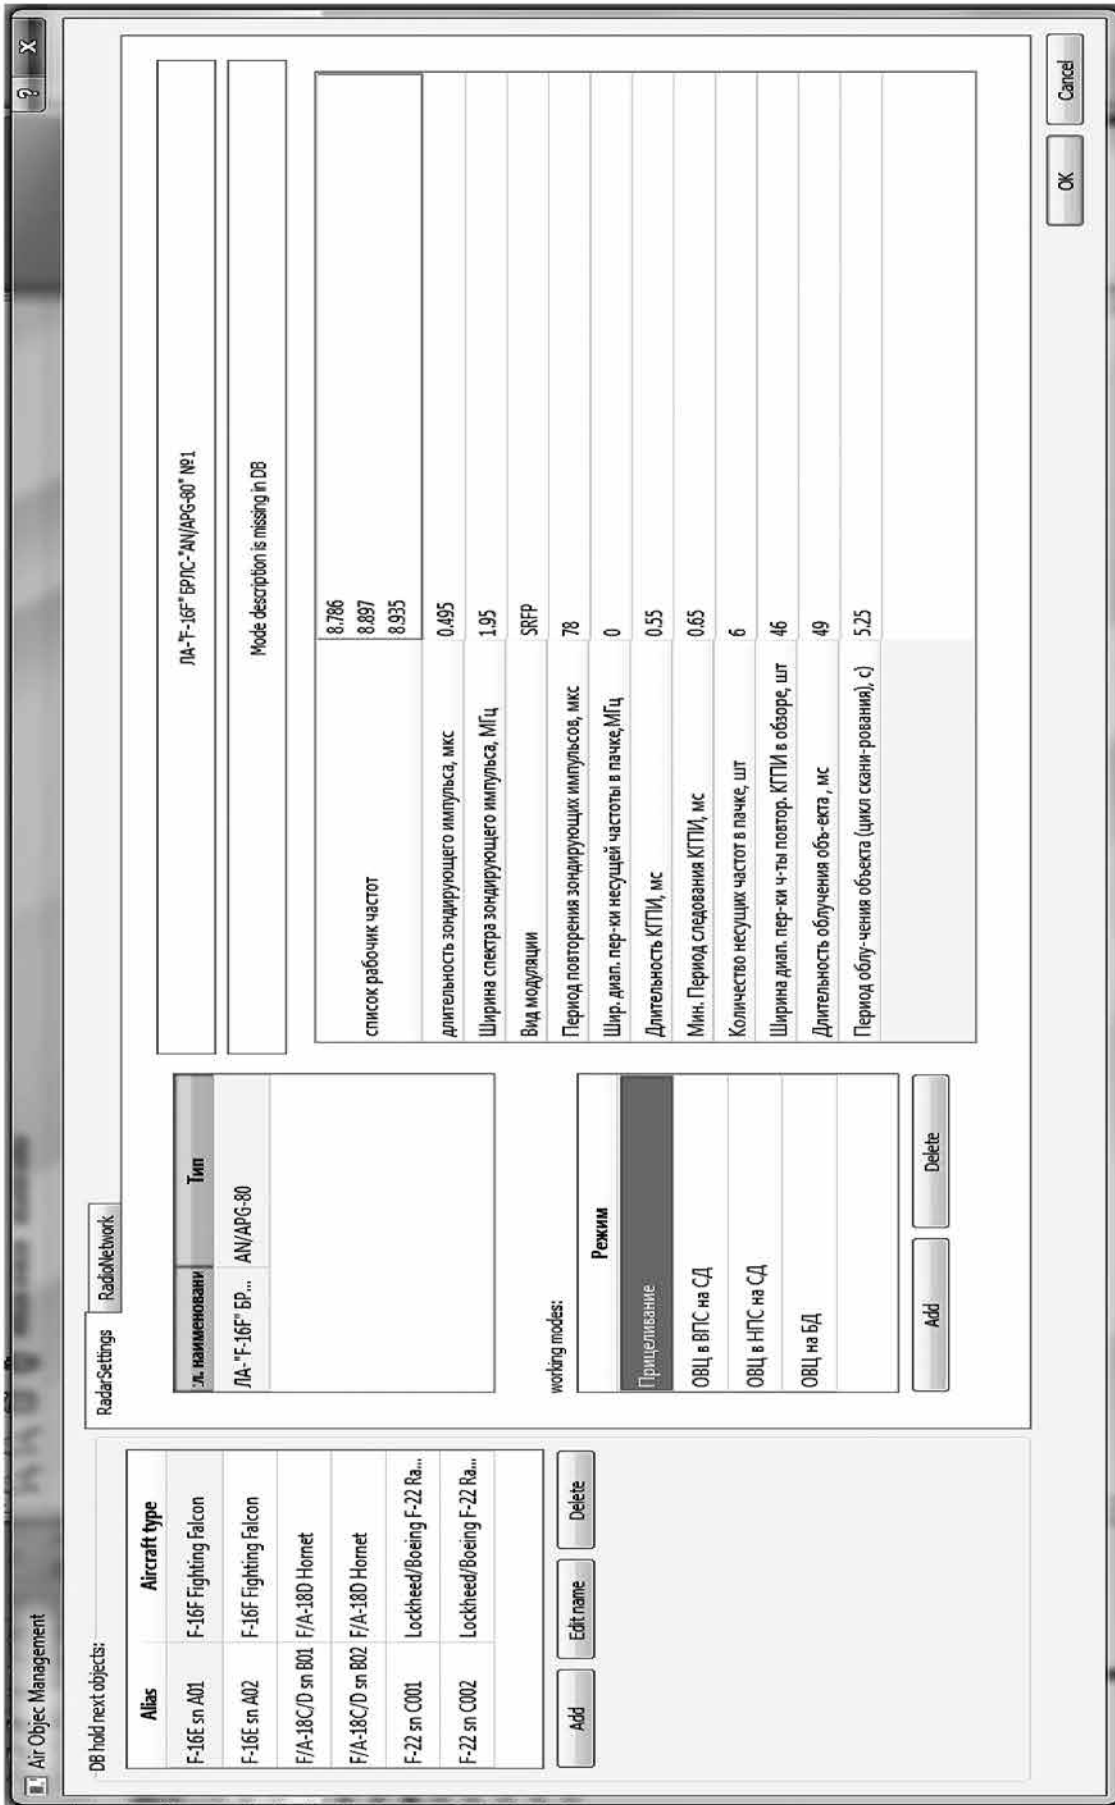 Air Objec Management
? X
DB hold next objects:
Alias Aircraft type
F-16E sn A01 F-16F Fighting Falcon
F-16E sn A02 F-16F Fighting Falcon
F/A-18C/D sn B01 F/A-18D Hornet
F/A-18C/D sn B02 F/A-18D Hornet
F-22 sn C001 Lockheed/Boeing F-22 Ra...
F-22 sn C002 Lockheed/Boeing F-22 Ra...
Add Edit name Delete
RadarSettings RadioNetwork
'л. наименовани Тип
ЛА-"F-16F" БР... AN/APG-80
working modes:
Режим
Прицеливание
ОВЦ в ВПС на СД
ОВЦ в НПС на СД
ОВЦ на БД
Add Delete
ЛА-"F-16F" БРЛС-"AN/APG-80" №1
Mode description is missing in DB
список рабочик частот 8.786
8.897
8.935
длительность зондирующего импульса, мкс 0.495
Ширина спектра зондирующего импульса, МГц 1.95
Вид модуляции SRFP
Период повторения зондирующих импульсов, мкс 78
Шир. диап. пер-ки несущей частоты в пачке,МГц 0
Длительность КГПИ, мс 0.55
Мин. Период следования КГПИ, мс 0.65
Количество несущих частот в пачке, шт 6
Ширина диап. пер-ки ч-ты повтор. КГПИ в обзоре, шт 46
Длительность облучения объ-екта , мс 49
Период облу-чения объекта (цикл скани-рования), с) 5.25
OK Cancel